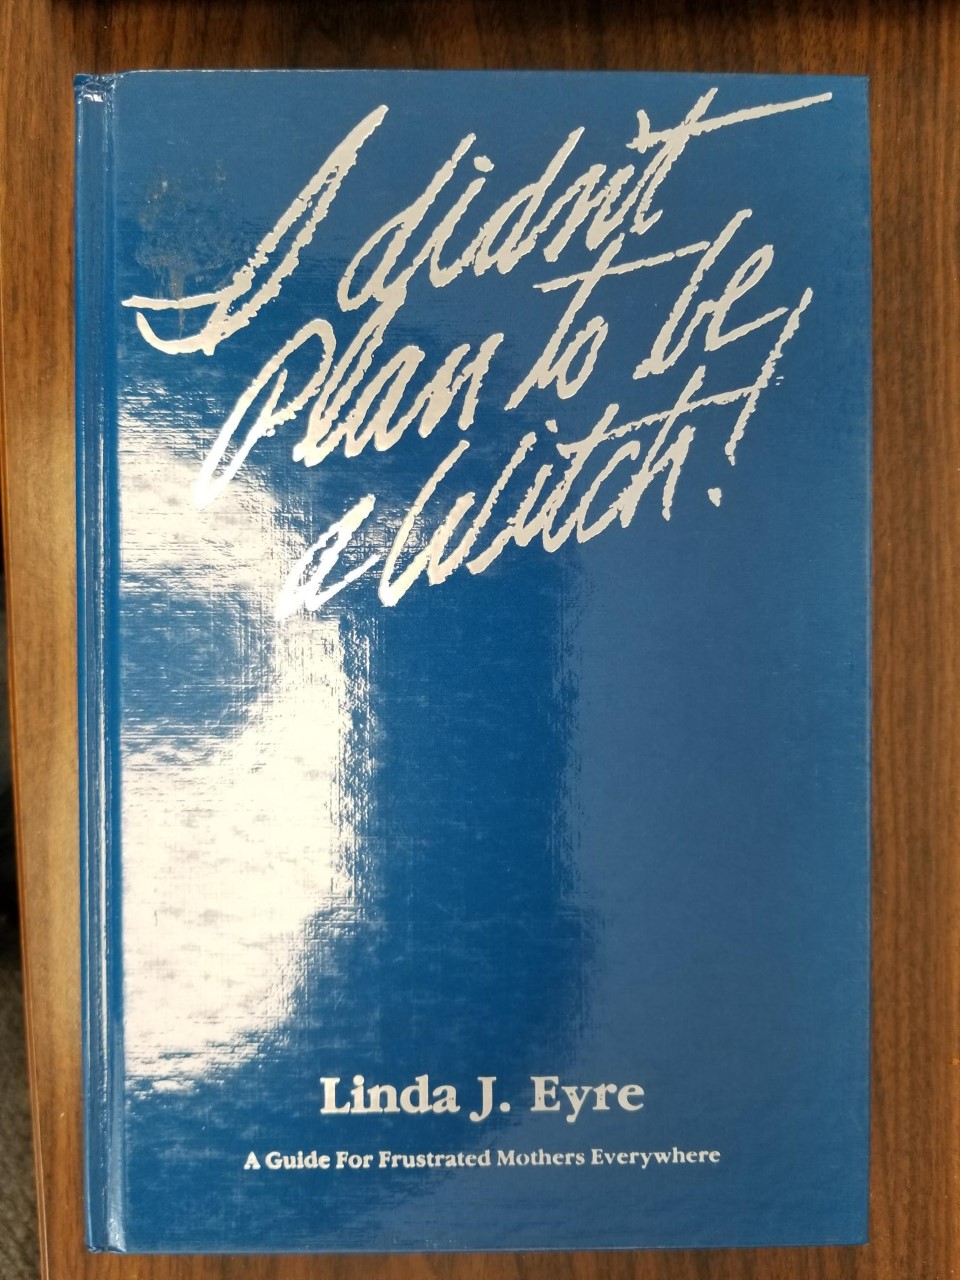 I didn't
plan to be
a Witch!
Linda J. Eyre
A Guide For Frustrated Mothers Everywhere